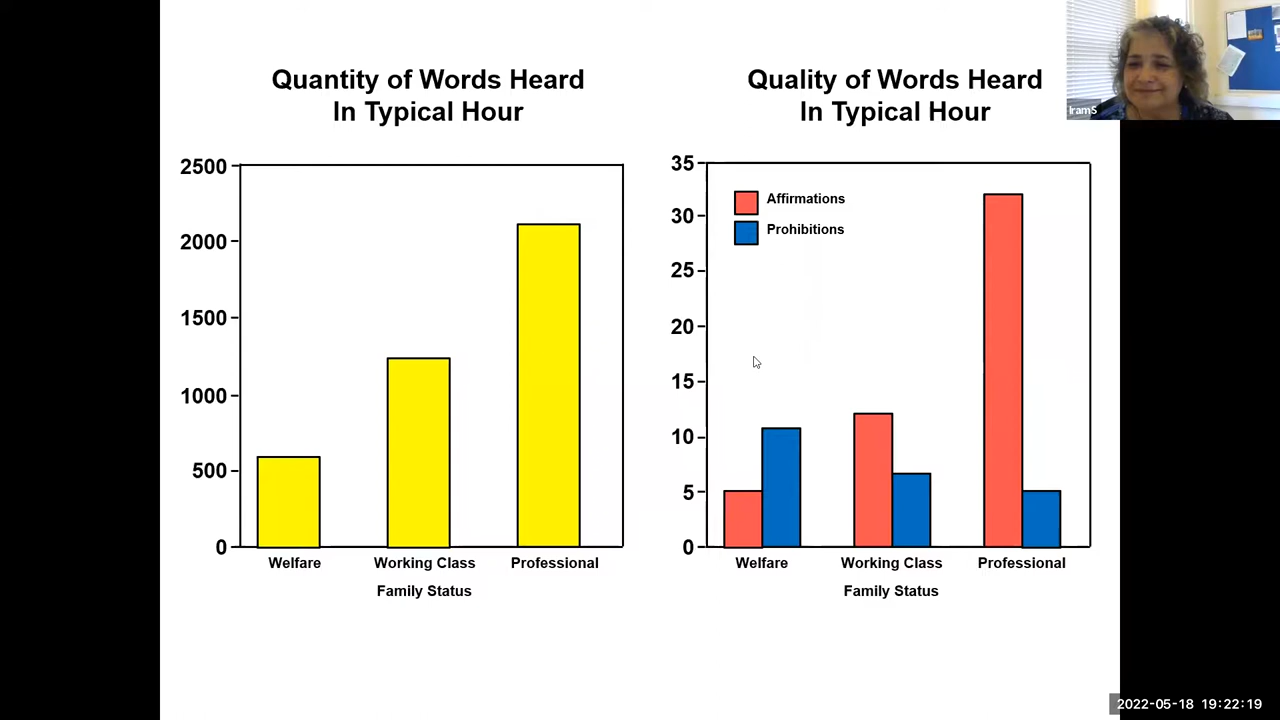 Quantity of Words Heard
In Typical Hour
2500
2000
1500
1000
500
0
Welfare
Working Class
Professional
Family Status
Quality of Words Heard
In Typical Hour
35
30
25
20
15
10
5
0
Affirmations
Prohibitions
Welfare
Working Class
Professional
Family Status
IramS
2022-05-18 19:22:19